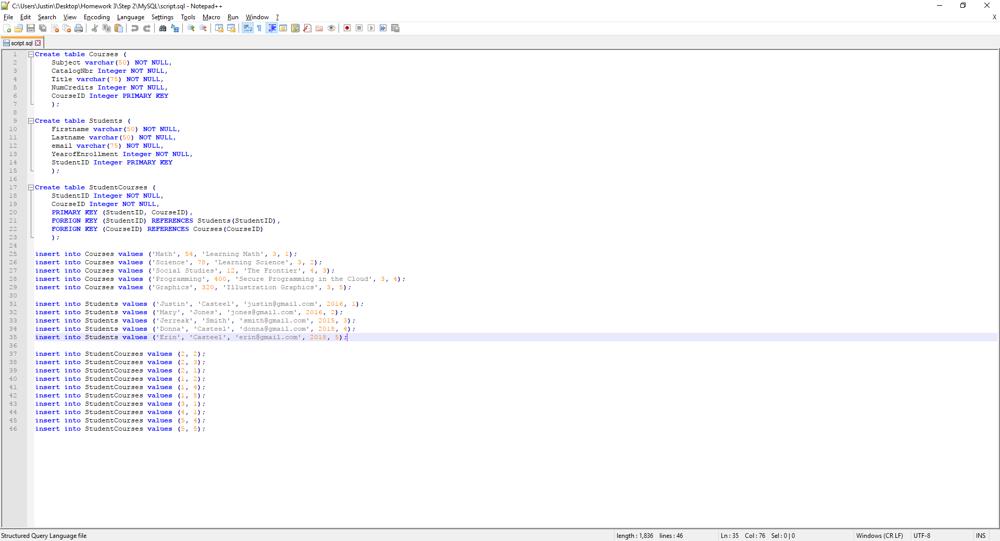 C:\Users\Justin\Desktop\Homework 3\Step 2\MySQL\script.sql - Notepad++
File Edit Search View Encoding Language Settings Tools Macro Run Window ? X
script.sql
1 Create table Courses (
2 Subject varchar(50) NOT NULL,
3 CatalogNbr Integer NOT NULL,
4 Title varchar(75) NOT NULL,
5 NumCredits Integer NOT NULL,
6 CourseID Integer PRIMARY KEY
7 );
8
9 Create table Students (
10 Firstname varchar(50) NOT NULL,
11 Lastname varchar(50) NOT NULL,
12 email varchar(75) NOT NULL,
13 YearofEnrollment Integer NOT NULL,
14 StudentID Integer PRIMARY KEY
15 );
16
17 Create table StudentCourses (
18 StudentID Integer NOT NULL,
19 CourseID Integer NOT NULL,
20 PRIMARY KEY (StudentID, CourseID),
21 FOREIGN KEY (StudentID) REFERENCES Students(StudentID),
22 FOREIGN KEY (CourseID) REFERENCES Courses(CourseID)
23 );
24
25 insert into Courses values ('Math', 54, 'Learning Math', 3, 1);
26 insert into Courses values ('Science', 78, 'Learning Science', 3, 2);
27 insert into Courses values ('Social Studies', 12, 'The Frontier', 4, 3);
28 insert into Courses values ('Programming', 400, 'Secure Programming in the Cloud', 3, 4);
29 insert into Courses values ('Graphics', 320, 'Illustration Graphics', 3, 5);
30
31 insert into Students values ('Justin', 'Casteel', 'justin@gmail.com', 2016, 1);
32 insert into Students values ('Mary', 'Jones', 'jones@gmail.com', 2016, 2);
33 insert into Students values ('Jerreak', 'Smith', 'smith@gmail.com', 2015, 3);
34 insert into Students values ('Donna', 'Casteel', 'donna@gmail.com', 2018, 4);
35 insert into Students values ('Erin', 'Casteel', 'erin@gmail.com', 2018, 5);
36
37 insert into StudentCourses values (2, 2);
38 insert into StudentCourses values (2, 3);
39 insert into StudentCourses values (2, 1);
40 insert into StudentCourses values (1, 2);
41 insert into StudentCourses values (1, 4);
42 insert into StudentCourses values (1, 5);
43 insert into StudentCourses values (3, 1);
44 insert into StudentCourses values (4, 1);
45 insert into StudentCourses values (5, 4);
46 insert into StudentCourses values (5, 5);
Structured Query Language file length : 1,836 lines : 46 Ln : 35 Col : 76 Sel : 0 | 0 Windows (CR LF) UTF-8 INS